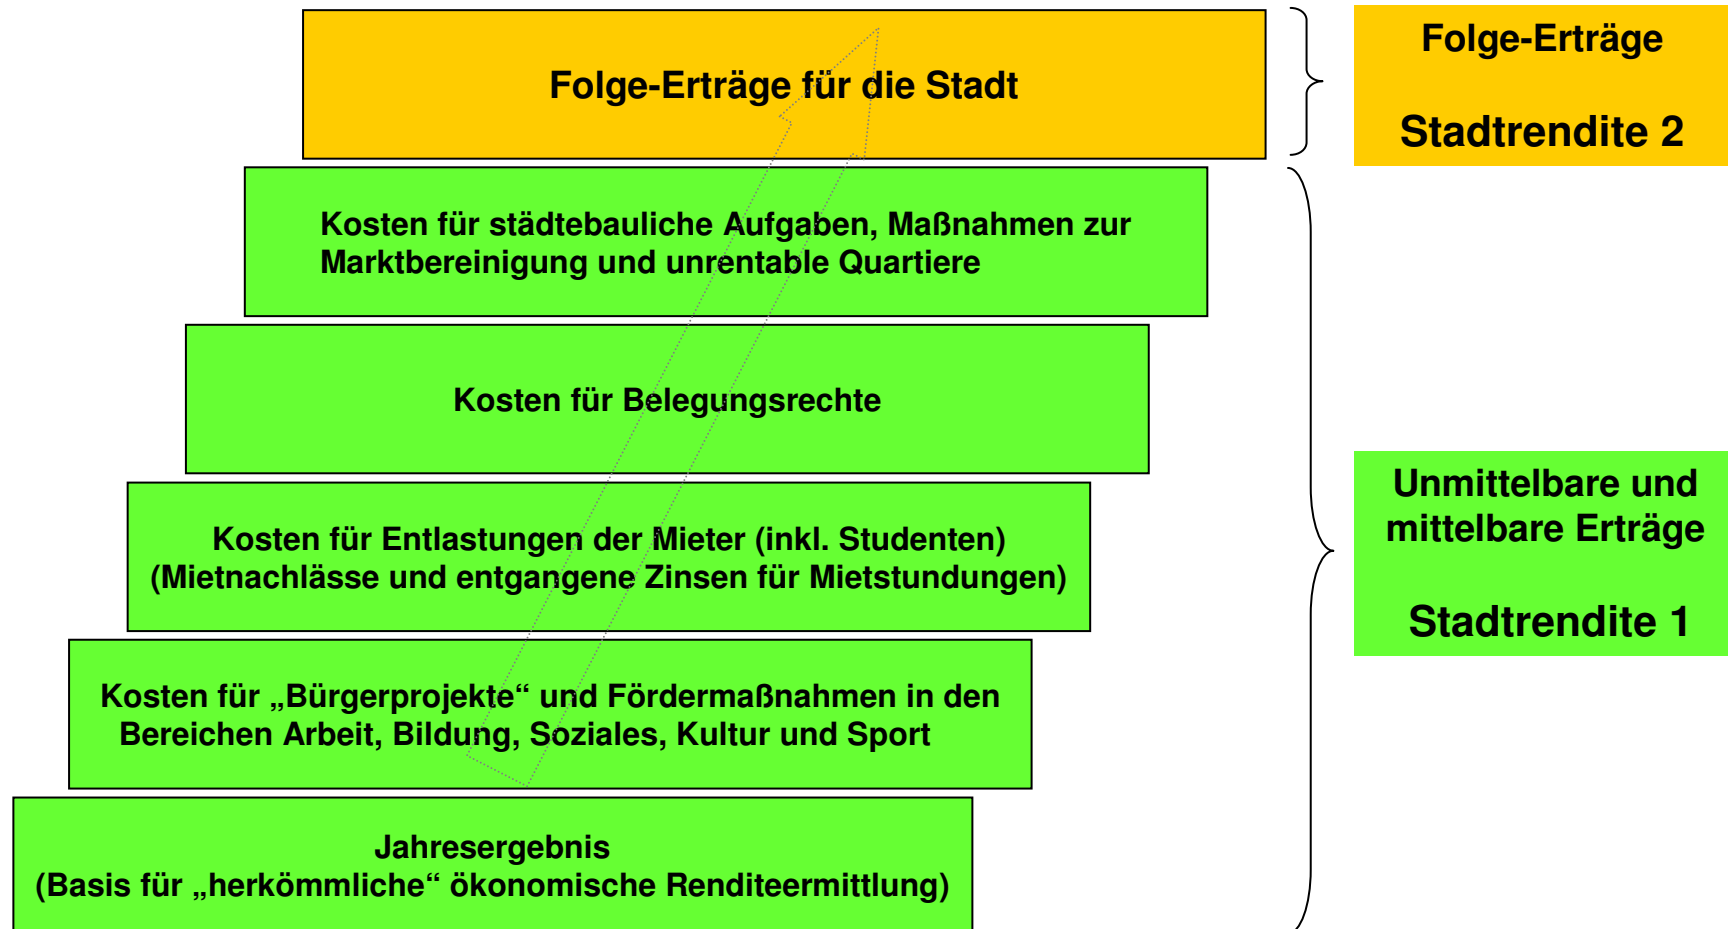 Folge-Erträge für die Stadt
Folge-Erträge
Stadtrendite 2
Kosten für städtebauliche Aufgaben, Maßnahmen zur
Marktbereinigung und unrentable Quartiere
Kosten für Belegungsrechte
Kosten für Entlastungen der Mieter (inkl. Studenten)
(Mietnachlässe und entgangene Zinsen für Mietstundungen)
Kosten für „Bürgerprojekte“ und Fördermaßnahmen in den
Bereichen Arbeit, Bildung, Soziales, Kultur und Sport
Jahresergebnis
(Basis für „herkömmliche“ ökonomische Renditeermittlung)
Unmittelbare und
mittelbare Erträge
Stadtrendite 1